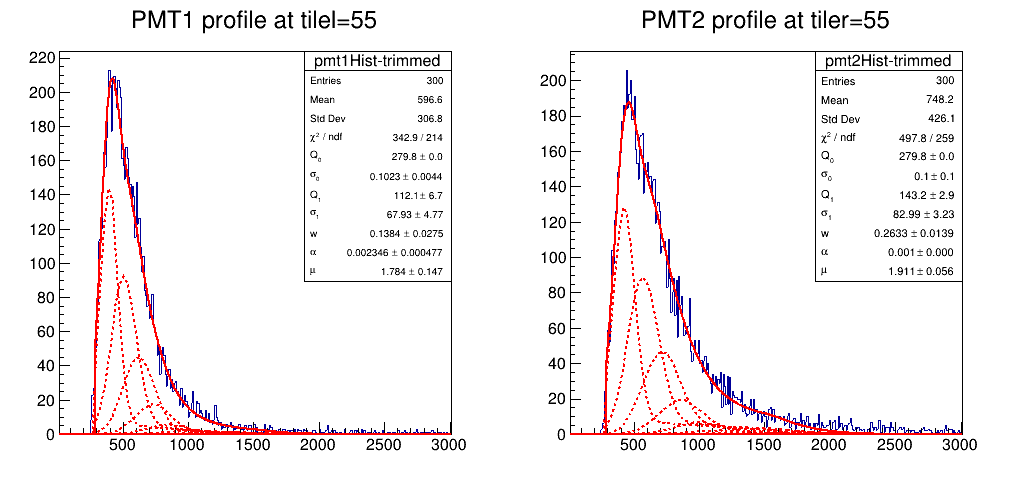 PMT1 profile at tilel=55
pmt1Hist-trimmed
Entries 300
Mean 596.6
Std Dev 306.8
χ² / ndf 342.9 / 214
Q₀ 279.8 ± 0.0
σ₀ 0.1023 ± 0.0044
Q₁ 112.1 ± 6.7
σ₁ 67.93 ± 4.77
w 0.1384 ± 0.0275
α 0.002346 ± 0.000477
μ 1.784 ± 0.147
220
200
180
160
140
120
100
80
60
40
20
0
500 1000 1500 2000 2500 3000
PMT2 profile at tiler=55
pmt2Hist-trimmed
Entries 300
Mean 748.2
Std Dev 426.1
χ² / ndf 497.8 / 259
Q₀ 279.8 ± 0.0
σ₀ 0.1 ± 0.1
Q₁ 143.2 ± 2.9
σ₁ 82.99 ± 3.23
w 0.2633 ± 0.0139
α 0.001 ± 0.000
μ 1.911 ± 0.056
200
180
160
140
120
100
80
60
40
20
0
500 1000 1500 2000 2500 3000